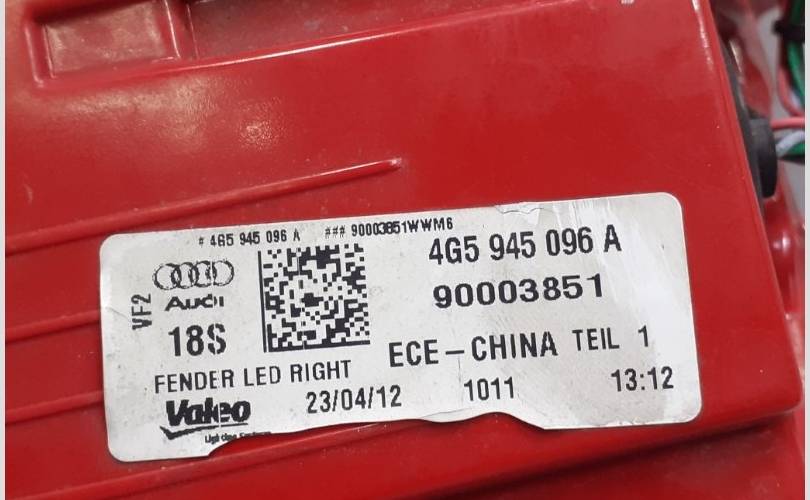 # 4G5 945 096 A ### 90003851WWM6
4G5 945 096 A
90003851
VF2
Audi
18S
ECE-CHINA TEIL 1
FENDER LED RIGHT
Valeo
23/04/12 1011 13:12